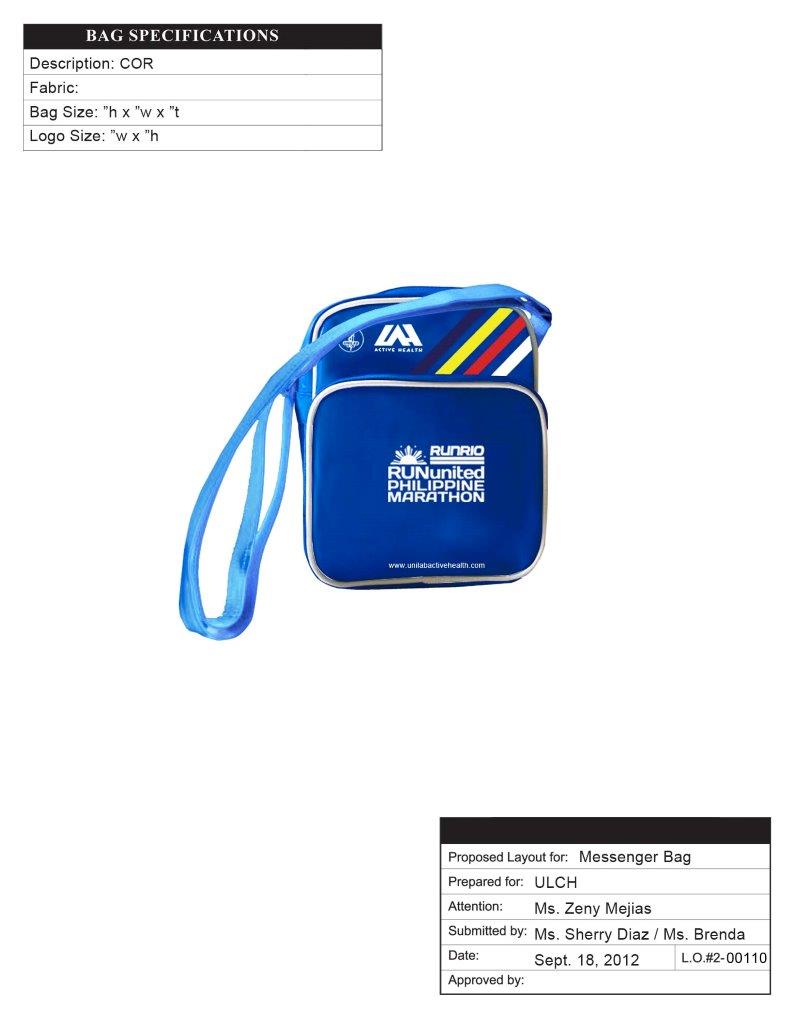 BAG SPECIFICATIONS
Description: COR
Fabric:
Bag Size: ”h x ”w x ”t
Logo Size: ”w x ”h
UAH
ACTIVE HEALTH
RUNRIO
RUNunited
PHILIPPINE
MARATHON
www.unilabactivehealth.com
Proposed Layout for: Messenger Bag
Prepared for: ULCH
Attention: Ms. Zeny Mejias
Submitted by: Ms. Sherry Diaz / Ms. Brenda
Date: Sept. 18, 2012 L.O.#2-00110
Approved by: